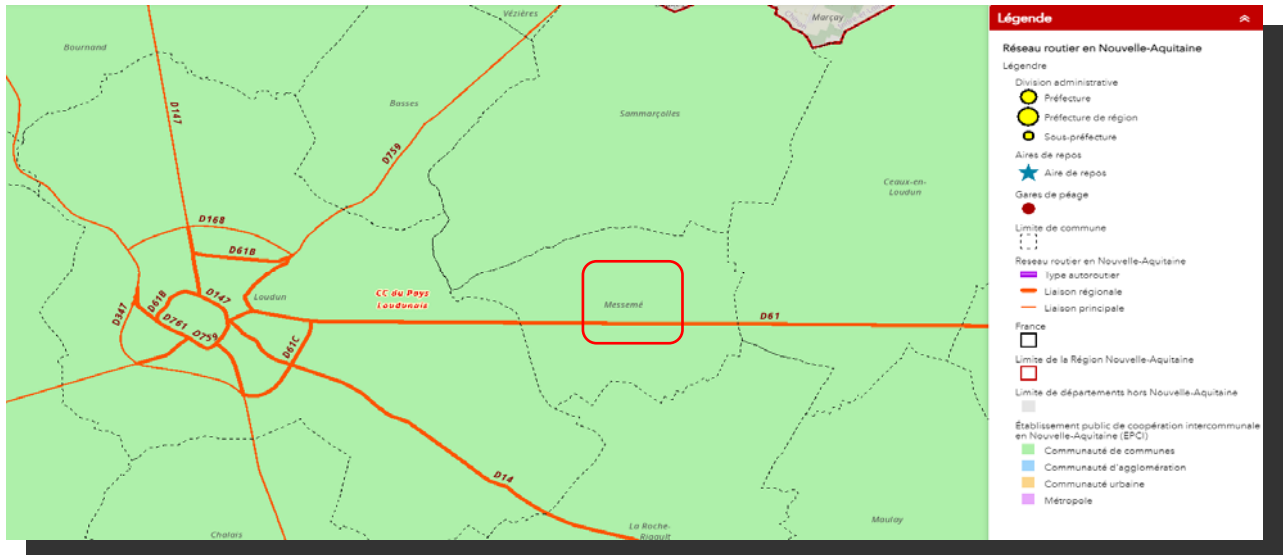 Vézières
Marçay
Bournand
D147
Basses
Sammarçolles
D759
Ceaux-en-
Loudun
D168
D61B
CC du Pays
Loudunais
Loudun
D147
D61B
D347
D761
D759
D61C
Messemé
D61
D14
La Roche-
Rigault
Maulay
Chalais
Légende
Réseau routier en Nouvelle-Aquitaine
Légendre
Division administrative
Préfecture
Préfecture de région
Sous-préfecture
Aires de repos
Aire de repos
Gares de péage
Limite de commune
Reseau routier en Nouvelle-Aquitaine
Type autoroutier
Liaison régionale
Liaison principale
France
Limite de la Région Nouvelle-Aquitaine
Limite de départements hors Nouvelle-Aquitaine
Établissement public de coopération intercommunale
en Nouvelle-Aquitaine (EPCI)
Communauté de communes
Communauté d'agglomération
Communauté urbaine
Métropole